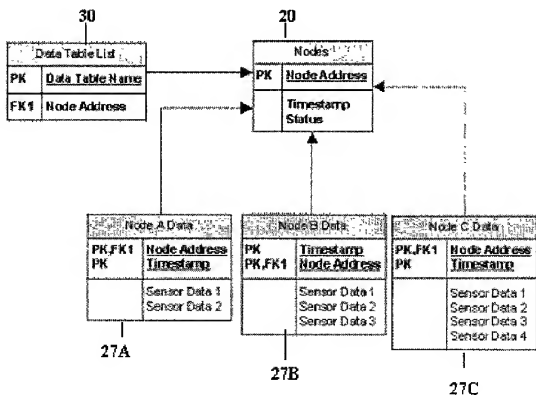 30
20
Data Table List
PK Data Table Name
FK1 Node Address
Nodes
PK Node Address
Timestamp
Status
Node A Data
PK,FK1 Node Address
PK Timestamp
Sensor Data 1
Sensor Data 2
Node B Data
PK Timestamp
PK,FK1 Node Address
Sensor Data 1
Sensor Data 2
Sensor Data 3
Node C Data
PK,FK1 Node Address
PK Timestamp
Sensor Data 1
Sensor Data 2
Sensor Data 3
Sensor Data 4
27A
27B
27C